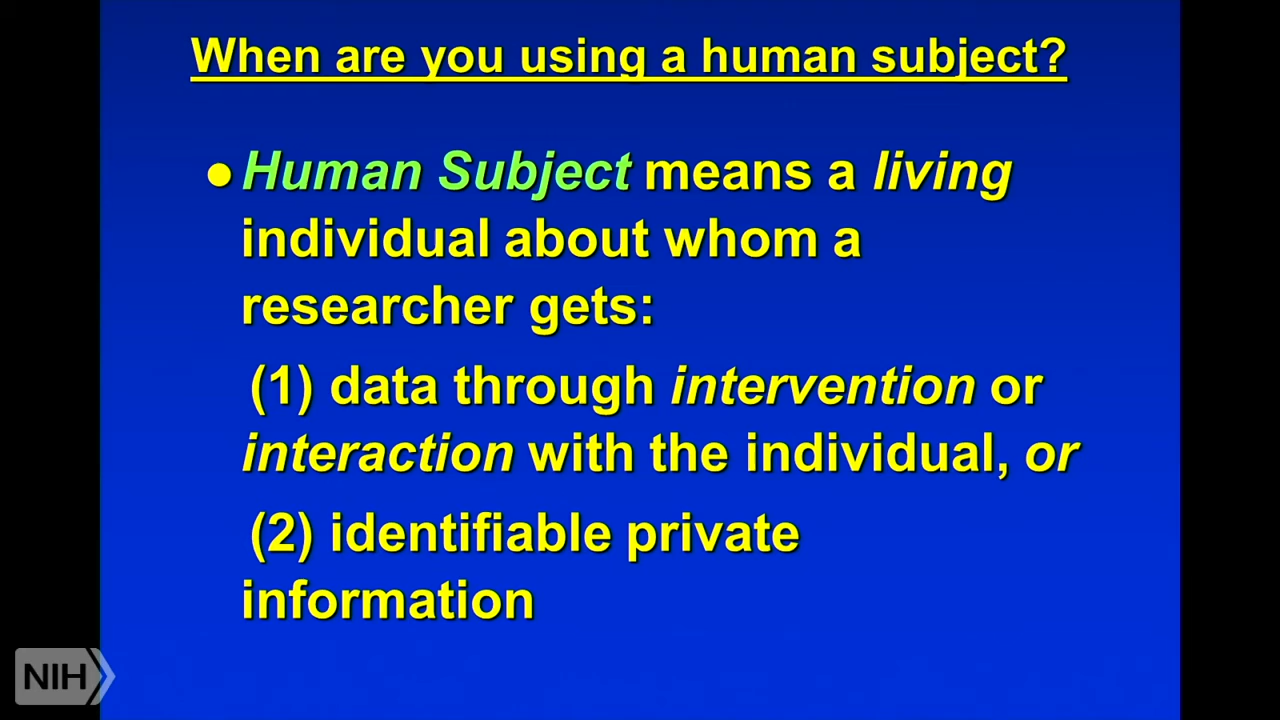 When are you using a human subject?
● Human Subject means a living
individual about whom a
researcher gets:
(1) data through intervention or
interaction with the individual, or
(2) identifiable private
information
NIH